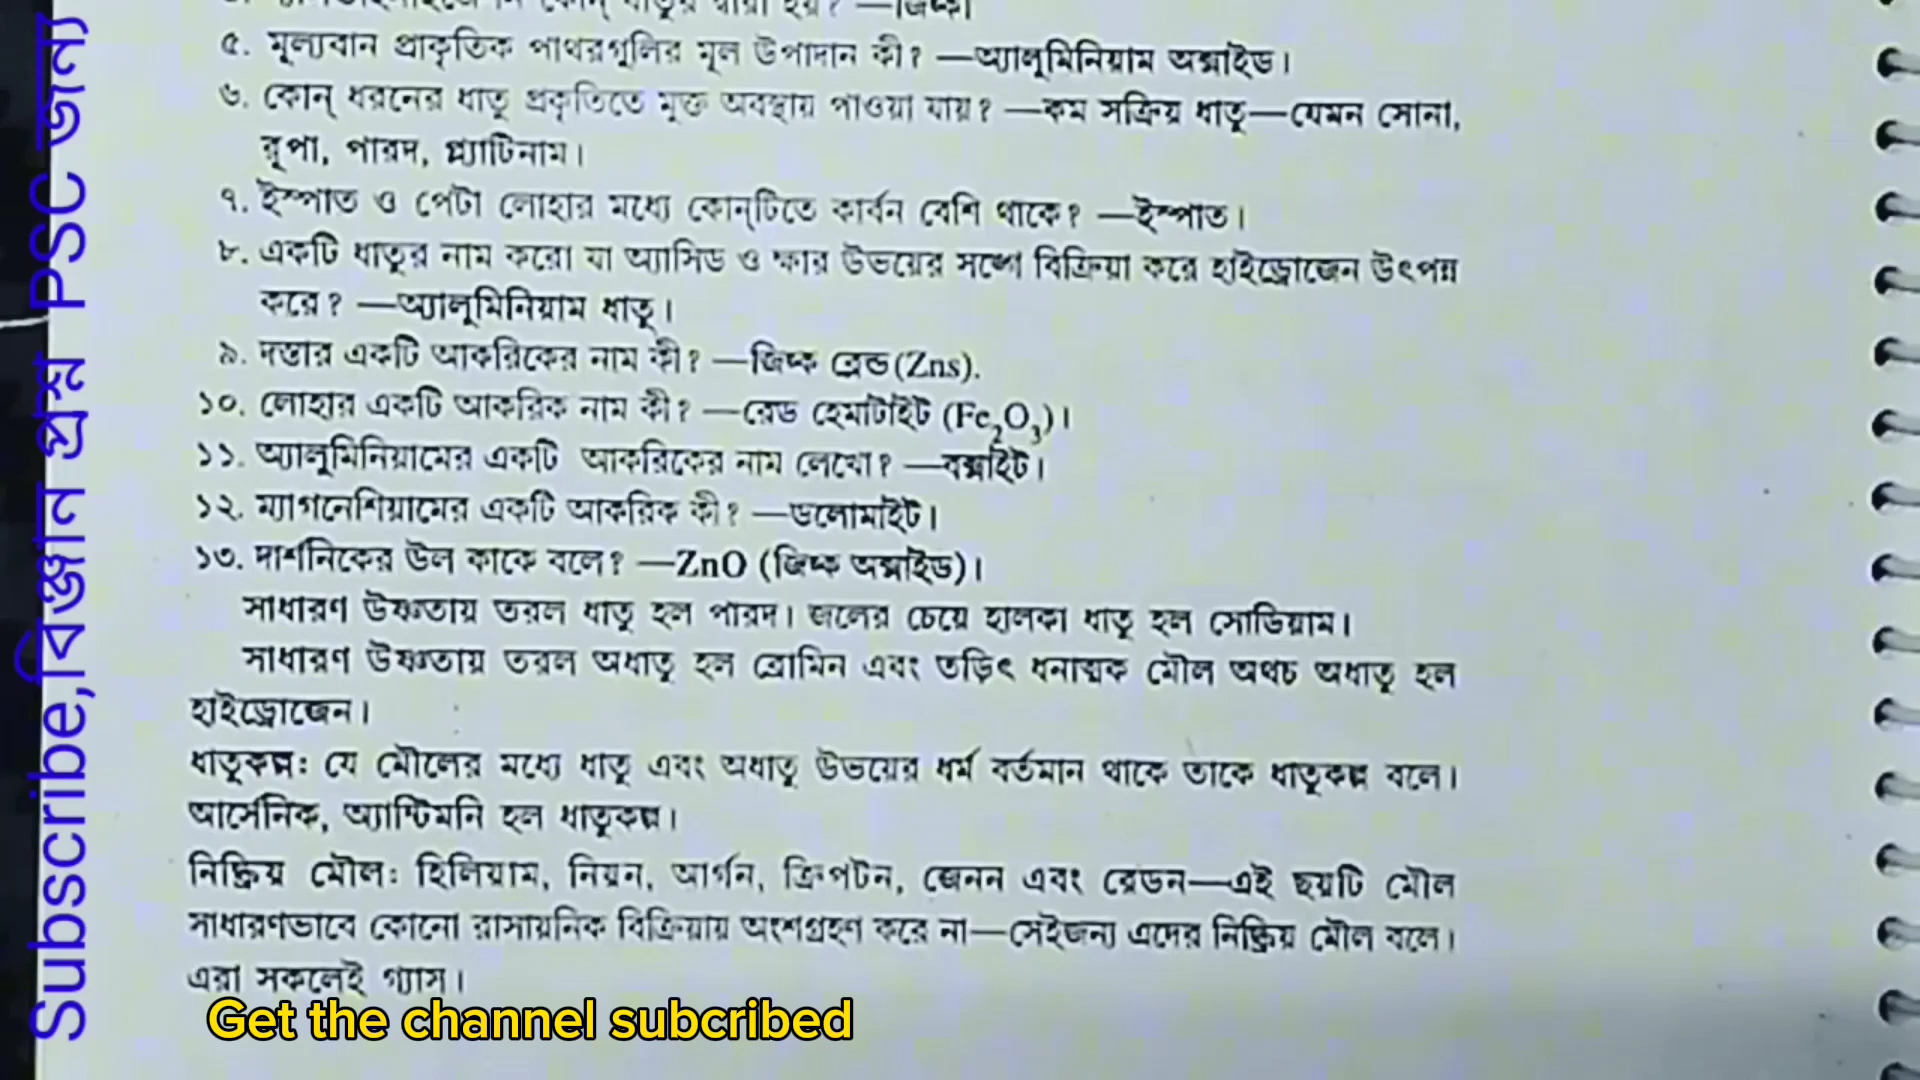 Subscribe,বিজ্ঞান প্রশ্ন PSC জন্য
কোন্ ধাতুর দ্বারা হয়? —জিঙ্ক।
৫. মূল্যবান প্রাকৃতিক পাথরগুলির মূল উপাদান কী? —অ্যালুমিনিয়াম অক্সাইড।
৬. কোন্ ধরনের ধাতু প্রকৃতিতে মুক্ত অবস্থায় পাওয়া যায়? —কম সক্রিয় ধাতু—যেমন সোনা,
রূপা, পারদ, প্ল্যাটিনাম।
৭. ইস্পাত ও পেটা লোহার মধ্যে কোন্‌টিতে কার্বন বেশি থাকে? —ইস্পাত।
৮. একটি ধাতুর নাম করো যা অ্যাসিড ও ক্ষার উভয়ের সঙ্গে বিক্রিয়া করে হাইড্রোজেন উৎপন্ন
করে? —অ্যালুমিনিয়াম ধাতু।
৯. দস্তার একটি আকরিকের নাম কী? —জিঙ্ক ব্লেন্ড (Zns).
১০. লোহার একটি আকরিক নাম কী? —রেড হেমাটাইট (Fe₂O₃)।
১১. অ্যালুমিনিয়ামের একটি আকরিকের নাম লেখো? —বক্সাইট।
১২. ম্যাগনেশিয়ামের একটি আকরিক কী? —ডলোমাইট।
১৩. দার্শনিকের উল কাকে বলে? —ZnO (জিঙ্ক অক্সাইড)।
সাধারণ উষ্ণতায় তরল ধাতু হল পারদ। জলের চেয়ে হালকা ধাতু হল সোডিয়াম।
সাধারণ উষ্ণতায় তরল অধাতু হল ব্রোমিন এবং তড়িৎ ধনাত্মক মৌল অথচ অধাতু হল
হাইড্রোজেন।
ধাতুকল্প: যে মৌলের মধ্যে ধাতু এবং অধাতু উভয়ের ধর্ম বর্তমান থাকে তাকে ধাতুকল্প বলে।
আর্সেনিক, অ্যান্টিমনি হল ধাতুকল্প।
নিষ্ক্রিয় মৌল: হিলিয়াম, নিয়ন, আর্গন, ক্রিপটন, জেনন এবং রেডন—এই ছয়টি মৌল
সাধারণভাবে কোনো রাসায়নিক বিক্রিয়ায় অংশগ্রহণ করে না—সেইজন্য এদের নিষ্ক্রিয় মৌল বলে।
এরা সকলেই গ্যাস।
Get the channel subcribed